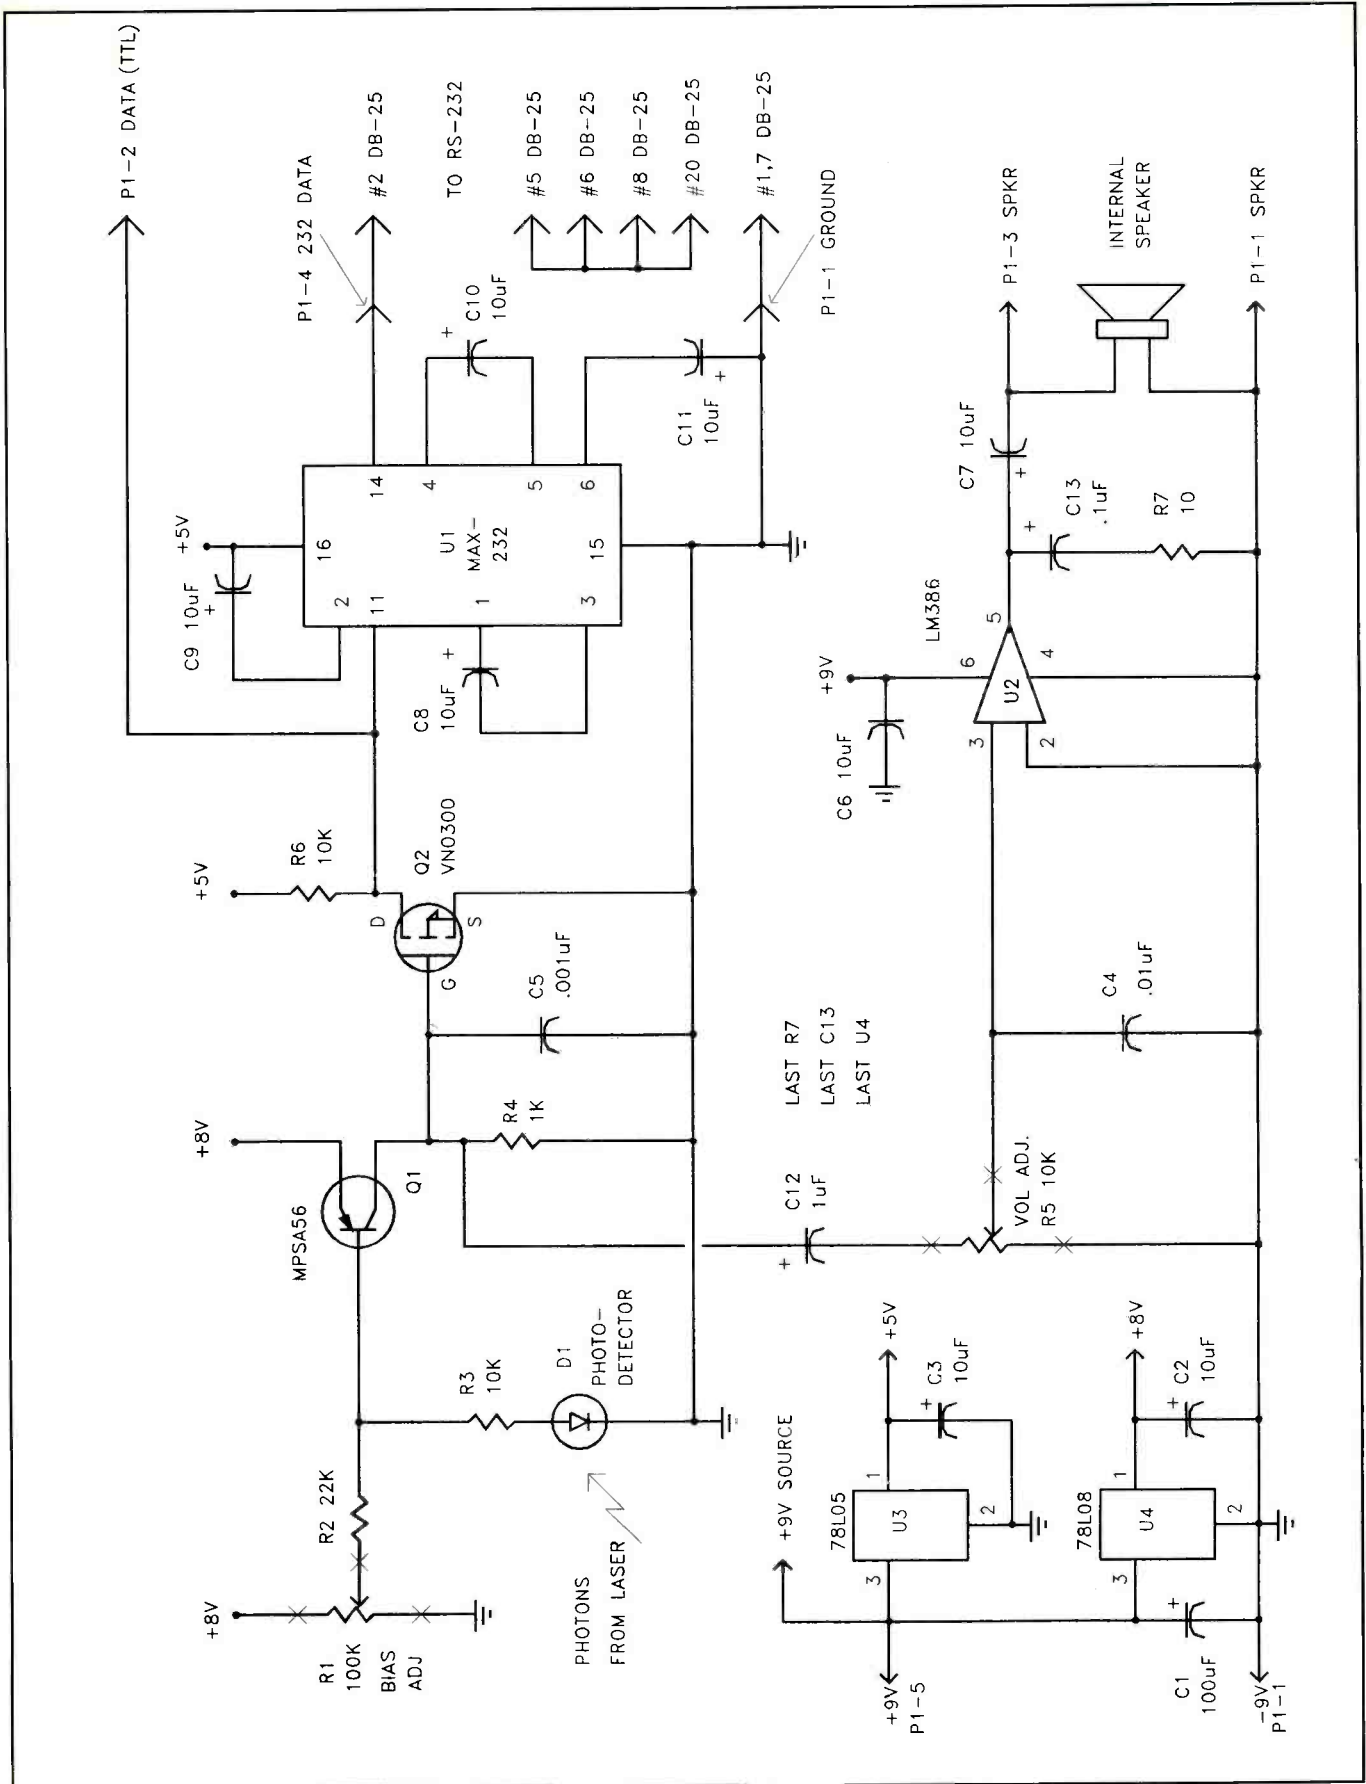 P1-2 DATA (TTL)
P1-4 232 DATA
#2 DB-25
TO RS-232
#5 DB-25
#6 DB-25
#8 DB-25
#20 DB-25
#1,7 DB-25
P1-1 GROUND
+5V
C9 10uF
+
16
2
11
14
4
5
6
15
1
3
U1
MAX-
232
C10
10uF
+
C11
10uF
+
C8
10uF
+
+5V
R6
10K
D
G
S
Q2
VN0300
C5
.001uF
+8V
MPSA56
Q1
R4
1K
R3
10K
D1
PHOTO-
DETECTOR
PHOTONS
FROM LASER
R2 22K
+8V
R1
100K
BIAS
ADJ
LAST R7
LAST C13
LAST U4
C12
1uF
+
VOL ADJ.
R5 10K
C4
.01uF
+9V
C6 10uF
LM386
U2
3
2
6
4
5
C7 10uF
+
C13
.1uF
+
R7
10
P1-3 SPKR
INTERNAL
SPEAKER
P1-1 SPKR
+9V SOURCE
78L05
U3
3
1
2
+5V
C3
10uF
+
78L08
U4
3
1
2
+8V
C2
10uF
+
+9V
P1-5
C1
100uF
+
-9V
P1-1